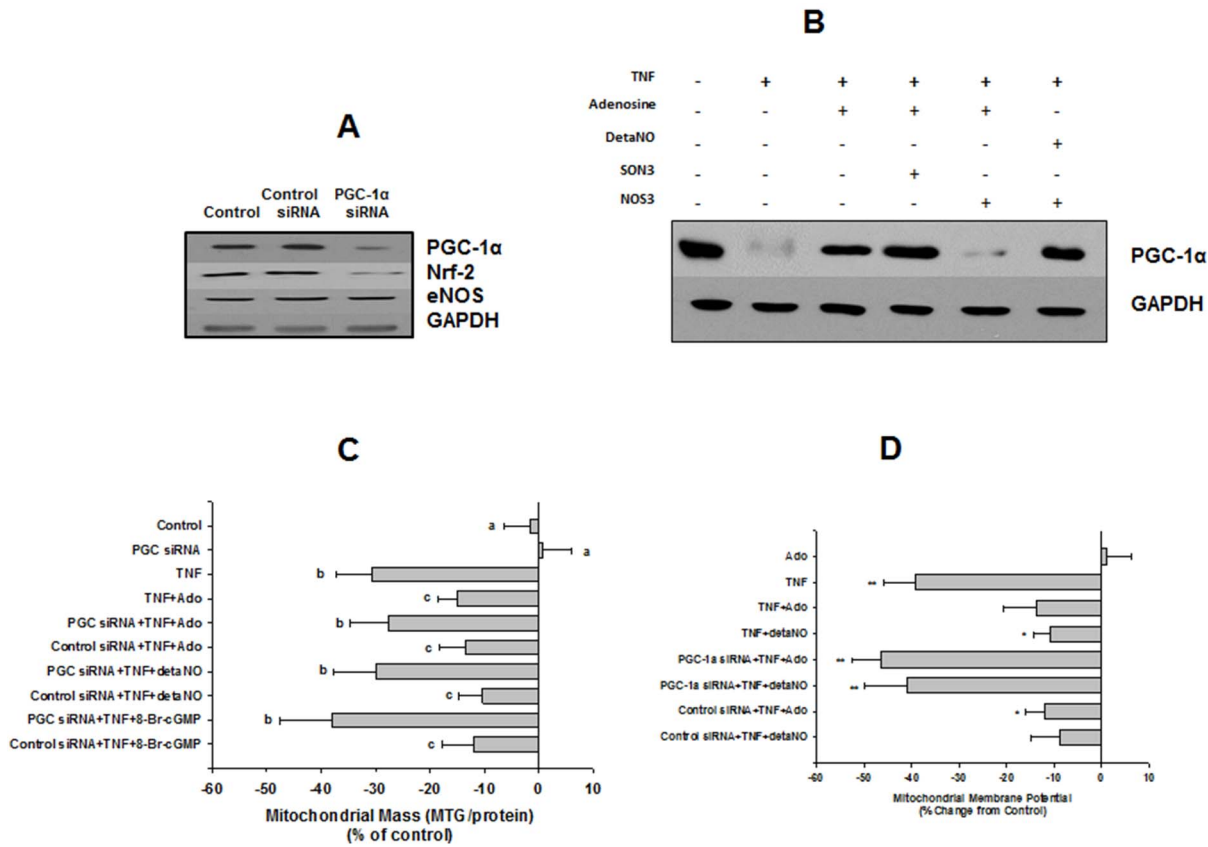 A
Control
Control siRNA
PGC-1α siRNA
PGC-1α
Nrf-2
eNOS
GAPDH
B
TNF - + + + + +
Adenosine - - + + + -
DetaNO - - - - - +
SON3 - - - + - -
NOS3 - - - - + +
PGC-1α
GAPDH
C
Control
a
PGC siRNA
a
TNF
b
TNF+Ado
c
PGC siRNA+TNF+Ado
b
Control siRNA+TNF+Ado
c
PGC siRNA+TNF+detaNO
b
Control siRNA+TNF+detaNO
c
PGC siRNA+TNF+8-Br-cGMP
b
Control siRNA+TNF+8-Br-cGMP
c
-60 -50 -40 -30 -20 -10 0 10
Mitochondrial Mass (MTG/protein)
(% of control)
D
Ado
TNF
**
TNF+Ado
TNF+detaNO
*
PGC-1a siRNA+TNF+Ado
**
PGC-1a siRNA+TNF+detaNO
**
Control siRNA+TNF+Ado
*
Control siRNA+TNF+detaNO
-60 -50 -40 -30 -20 -10 0 10
Mitochondrial Membrane Potential
(%Change from Control)